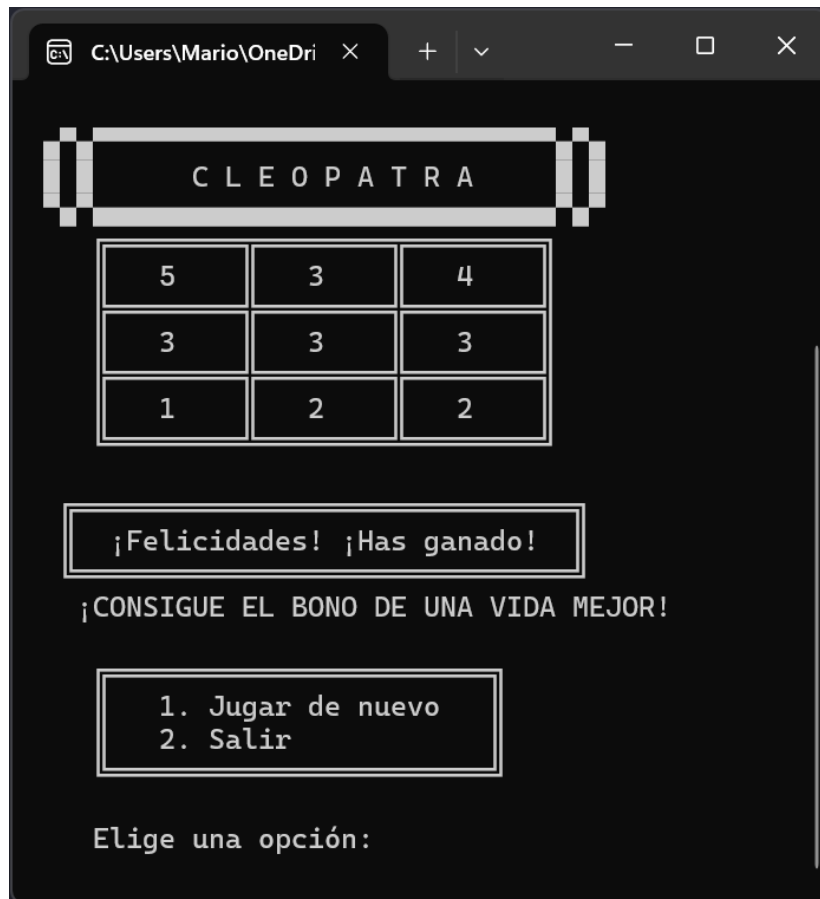 C:\Users\Mario\OneDri
C L E O P A T R A
5 3 4
3 3 3
1 2 2
¡Felicidades! ¡Has ganado!
¡CONSIGUE EL BONO DE UNA VIDA MEJOR!
1. Jugar de nuevo
2. Salir
Elige una opción: